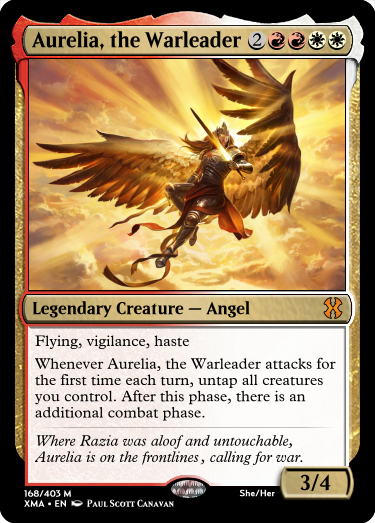 Aurelia, the Warleader 2
Legendary Creature — Angel
Flying, vigilance, haste
Whenever Aurelia, the Warleader attacks for
the first time each turn, untap all creatures
you control. After this phase, there is an
additional combat phase.
Where Razia was aloof and untouchable,
Aurelia is on the frontlines , calling for war.
3/4
168/403 M She/Her
XMA • EN Paul Scott Canavan